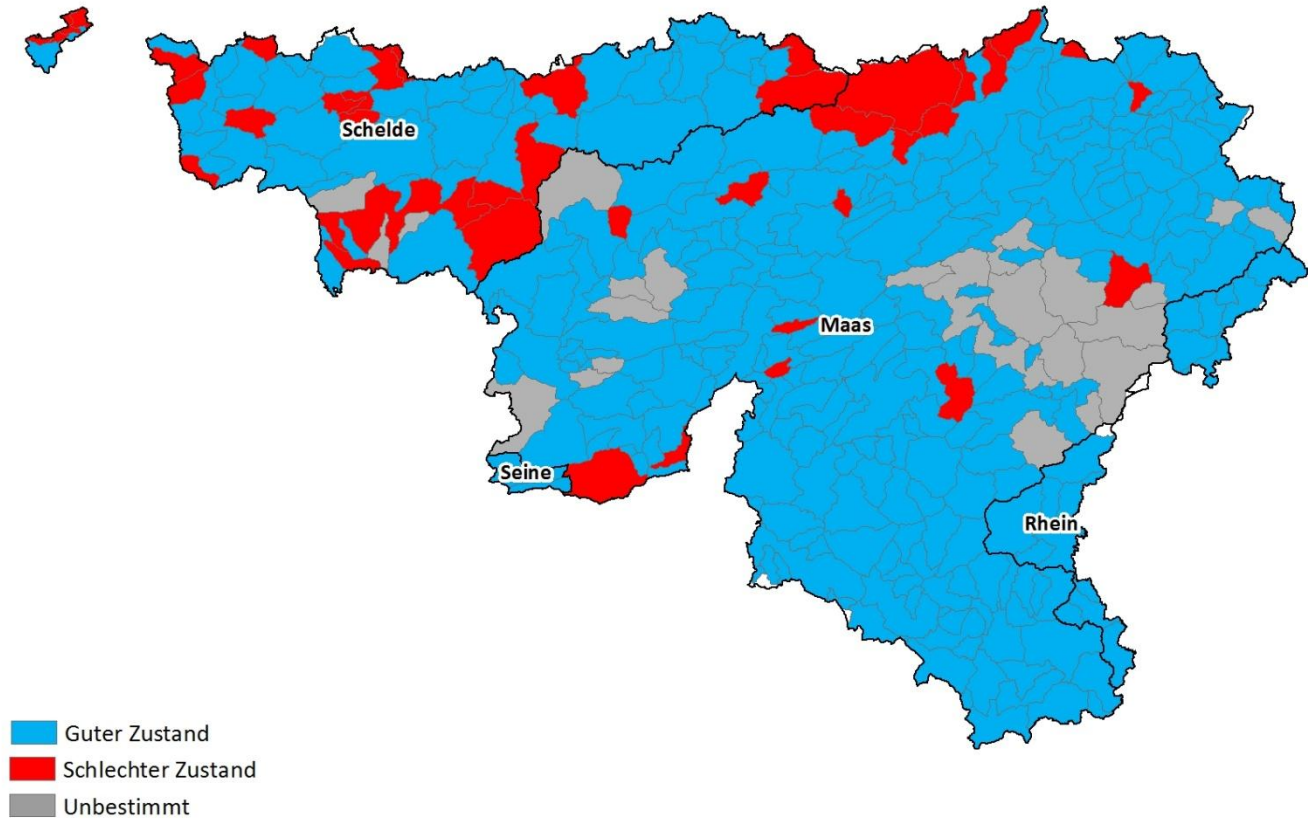 Schelde
Maas
Seine
Rhein
Guter Zustand
Schlechter Zustand
Unbestimmt